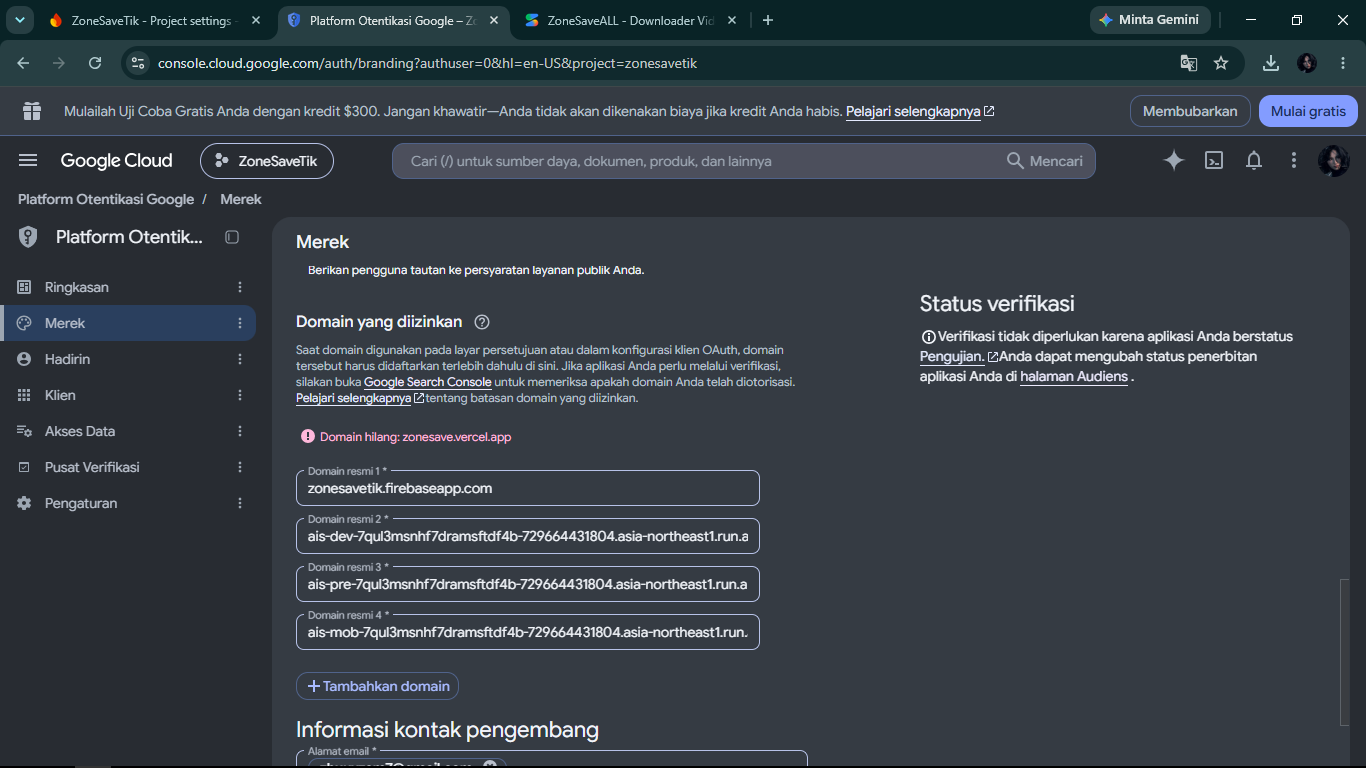 ZoneSaveTik - Project settings -
Platform Otentikasi Google – Zo
ZoneSaveALL - Downloader Vid
Minta Gemini
console.cloud.google.com/auth/branding?authuser=0&hl=en-US&project=zonesavetik
Mulailah Uji Coba Gratis Anda dengan kredit $300. Jangan khawatir—Anda tidak akan dikenakan biaya jika kredit Anda habis. Pelajari selengkapnya
Membubarkan
Mulai gratis
Google Cloud
ZoneSaveTik
Cari (/) untuk sumber daya, dokumen, produk, dan lainnya
Mencari
Platform Otentikasi Google / Merek
Platform Otentik...
Ringkasan
Merek
Hadirin
Klien
Akses Data
Pusat Verifikasi
Pengaturan
Merek
Berikan pengguna tautan ke persyaratan layanan publik Anda.
Domain yang diizinkan
Saat domain digunakan pada layar persetujuan atau dalam konfigurasi klien OAuth, domain
tersebut harus didaftarkan terlebih dahulu di sini. Jika aplikasi Anda perlu melalui verifikasi,
silakan buka Google Search Console untuk memeriksa apakah domain Anda telah diotorisasi.
Pelajari selengkapnya tentang batasan domain yang diizinkan.
Domain hilang: zonesave.vercel.app
Domain resmi 1 *
zonesavetik.firebaseapp.com
Domain resmi 2 *
ais-dev-7qul3msnhf7dramsftdf4b-729664431804.asia-northeast1.run.a
Domain resmi 3 *
ais-pre-7qul3msnhf7dramsftdf4b-729664431804.asia-northeast1.run.a
Domain resmi 4 *
ais-mob-7qul3msnhf7dramsftdf4b-729664431804.asia-northeast1.run.
Tambahkan domain
Informasi kontak pengembang
Alamat email *
Status verifikasi
Verifikasi tidak diperlukan karena aplikasi Anda berstatus
Pengujian. Anda dapat mengubah status penerbitan
aplikasi Anda di halaman Audiens .